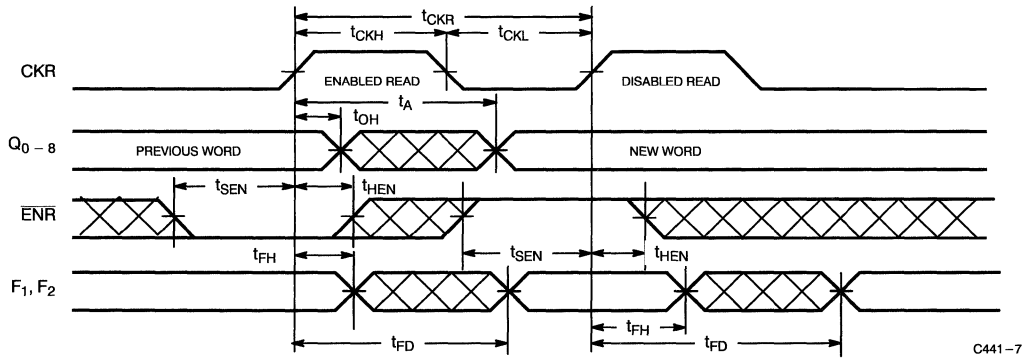 tCKR
tCKH
tCKL
CKR
ENABLED READ
DISABLED READ
tA
tOH
Q0 – 8
PREVIOUS WORD
NEW WORD
tSEN
tHEN
ENR
tFH
tSEN
tHEN
F1, F2
tFH
tFD
tFD
C441–7